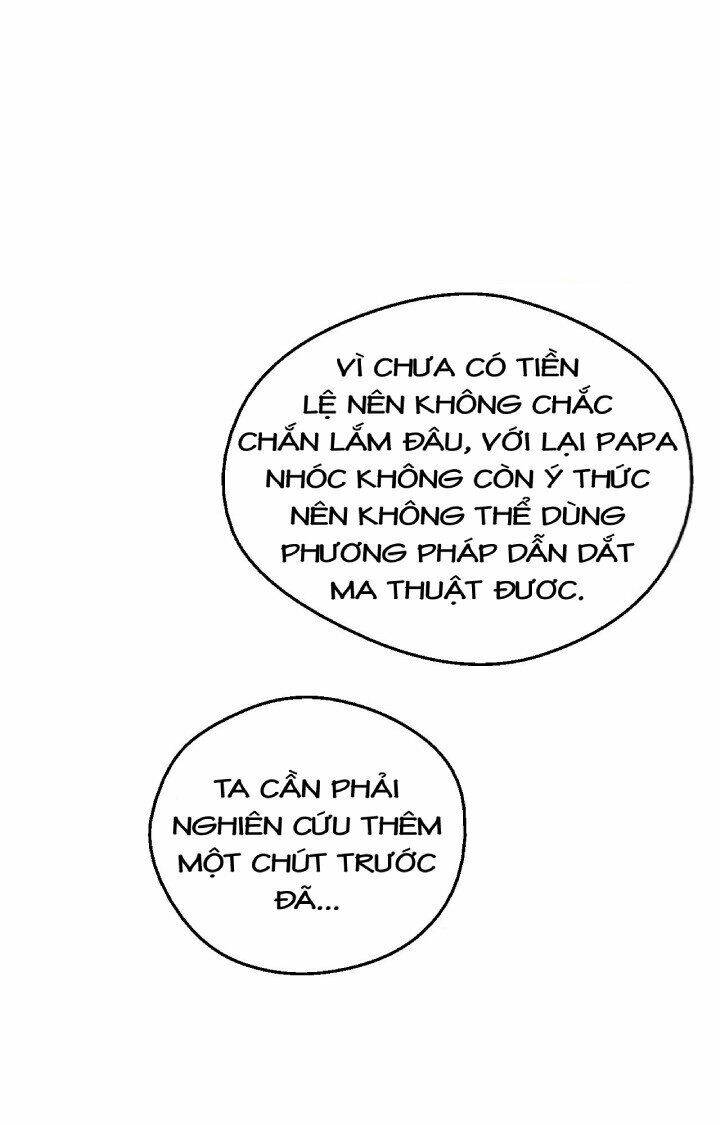 VÌ CHƯA CÓ TIỀN
LỆ NÊN KHÔNG CHẮC
CHẮN LẮM ĐÂU, VỚI LẠI PAPA
NHÓC KHÔNG CÒN Ý THỨC
NÊN KHÔNG THỂ DÙNG
PHƯƠNG PHÁP DẪN DẮT
MA THUẬT ĐƯƠC.
TA CẦN PHẢI
NGHIÊN CỨU THÊM
MỘT CHÚT TRƯỚC
ĐÃ...